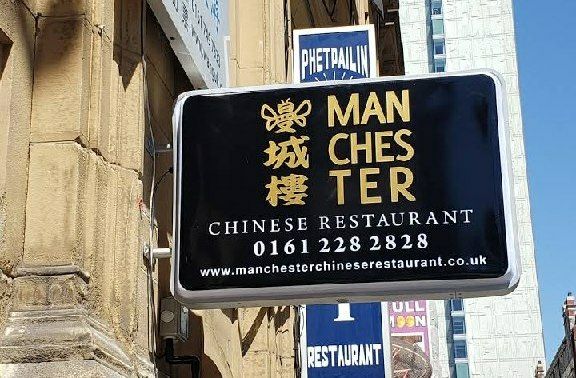 PHETPAILIN
曼城樓
MAN
CHES
TER
CHINESE RESTAURANT
0161 228 2828
www.manchesterchineserestaurant.co.uk
RESTAURANT